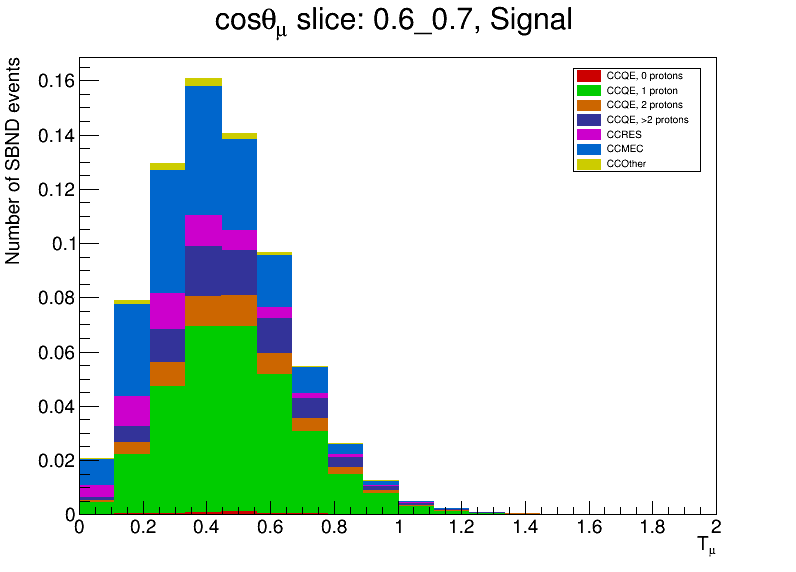 cosθμ slice: 0.6_0.7, Signal
Number of SBND events
0.16
0.14
0.12
0.1
0.08
0.06
0.04
0.02
0
CCQE, 0 protons
CCQE, 1 proton
CCQE, 2 protons
CCQE, >2 protons
CCRES
CCMEC
CCOther
0 0.2 0.4 0.6 0.8 1 1.2 1.4 1.6 1.8 2
Tμ